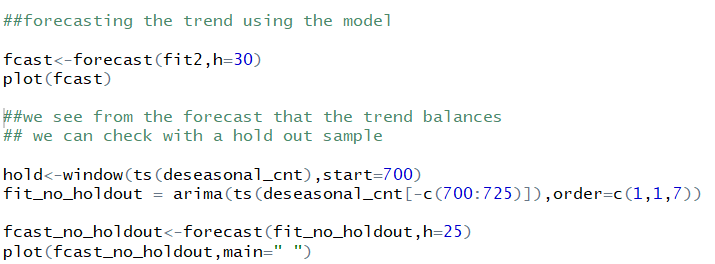 ##forecasting the trend using the model
fcast<-forecast(fit2,h=30)
plot(fcast)
##we see from the forecast that the trend balances
## we can check with a hold out sample
hold<-window(ts(deseasonal_cnt),start=700)
fit_no_holdout = arima(ts(deseasonal_cnt[-c(700:725)]),order=c(1,1,7))
fcast_no_holdout<-forecast(fit_no_holdout,h=25)
plot(fcast_no_holdout,main=" ")